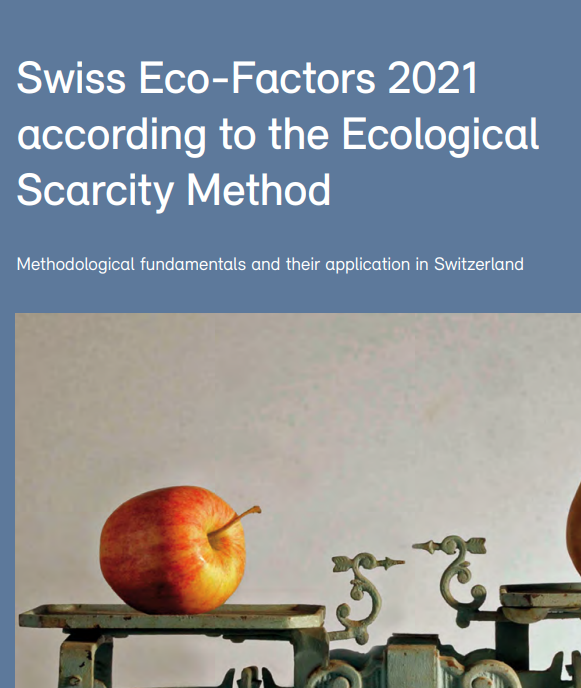 Swiss Eco-Factors 2021
according to the Ecological
Scarcity Method
Methodological fundamentals and their application in Switzerland